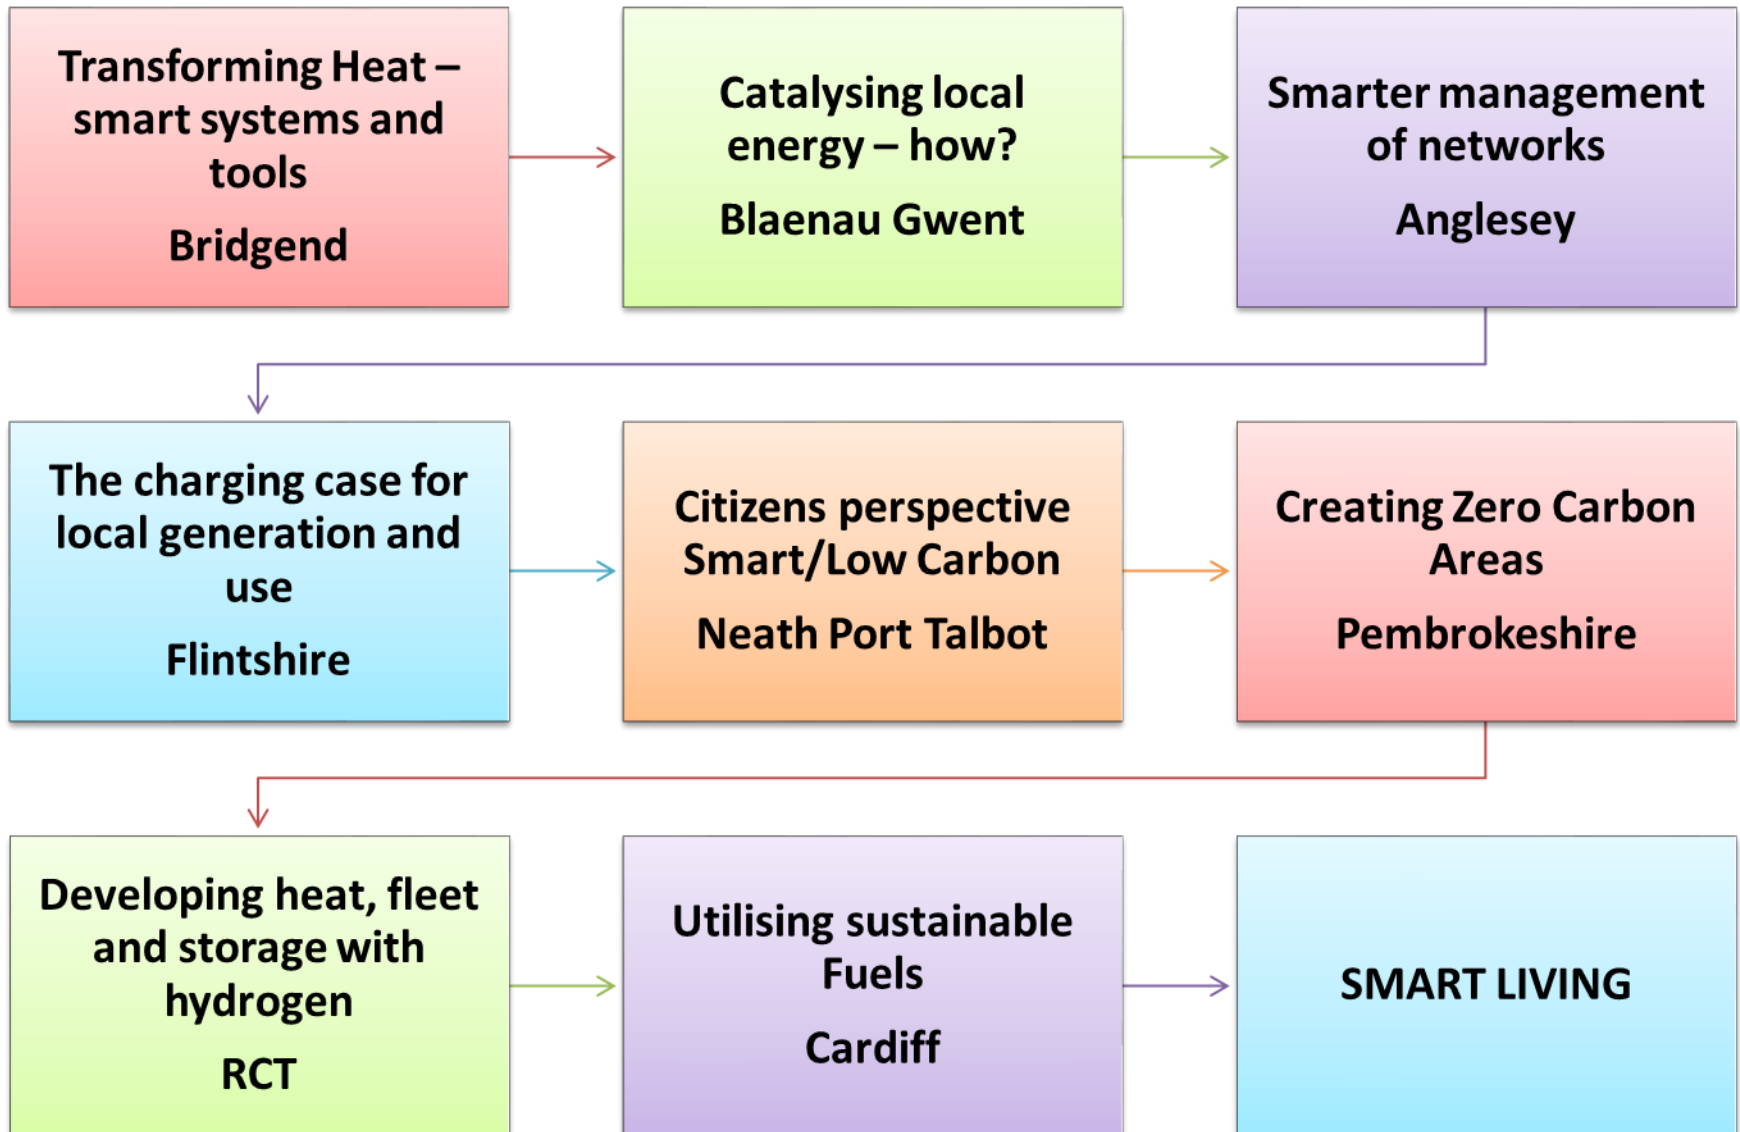 Transforming Heat –
smart systems and
tools
Bridgend
Catalysing local
energy – how?
Blaenau Gwent
Smarter management
of networks
Anglesey
The charging case for
local generation and
use
Flintshire
Citizens perspective
Smart/Low Carbon
Neath Port Talbot
Creating Zero Carbon
Areas
Pembrokeshire
Developing heat, fleet
and storage with
hydrogen
RCT
Utilising sustainable
Fuels
Cardiff
SMART LIVING